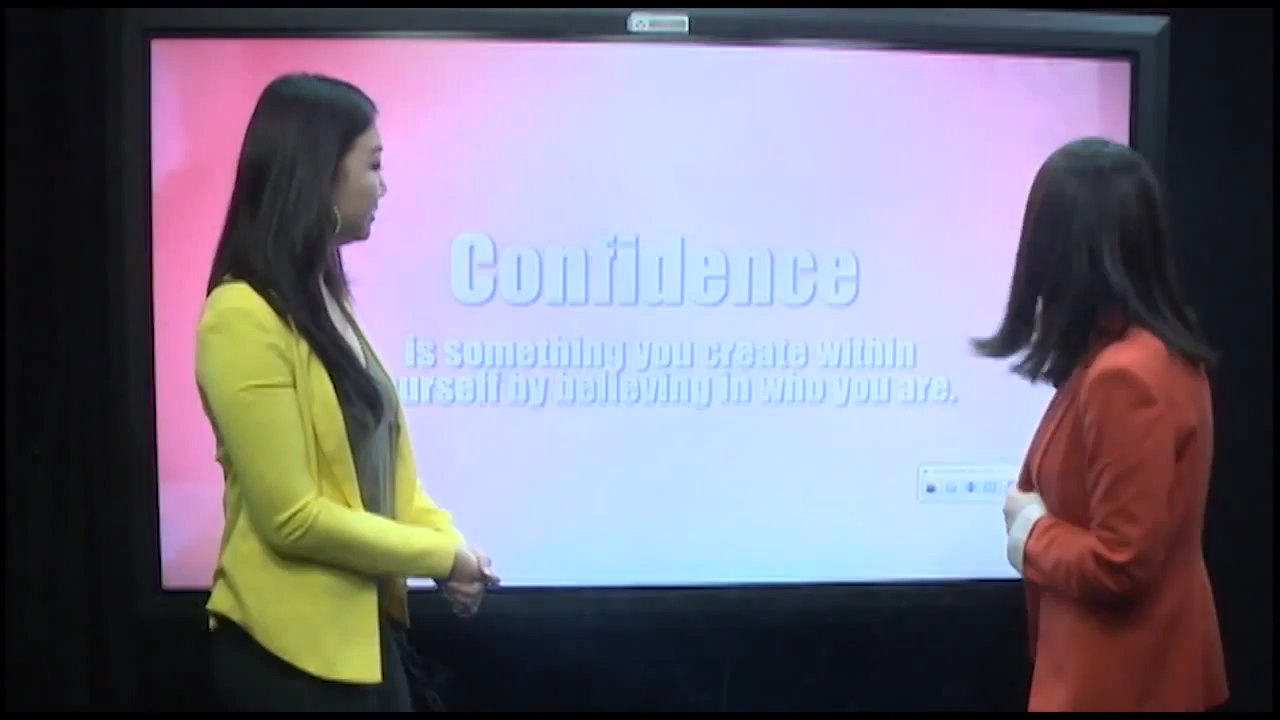 Confidence
is something you create within
urself by believing in who you are.